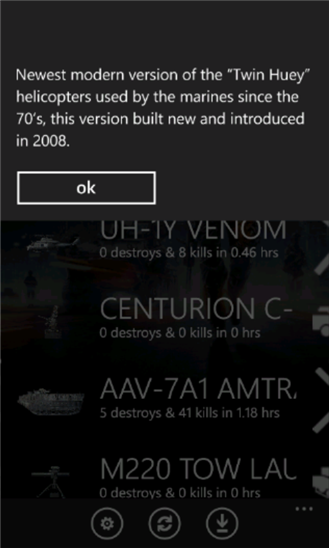 Newest modern version of the “Twin Huey”
helicopters used by the marines since the
70's, this version built new and introduced
in 2008.
ok
UH-1Y VENOM
0 destroys & 8 kills in 0.46 hrs
CENTURION C-
0 destroys & 0 kills in 0 hrs
AAV-7A1 AMTR
5 destroys & 41 kills in 1.18 hrs
M220 TOW LAU
0 destroys & 0 kills in 0 hrs